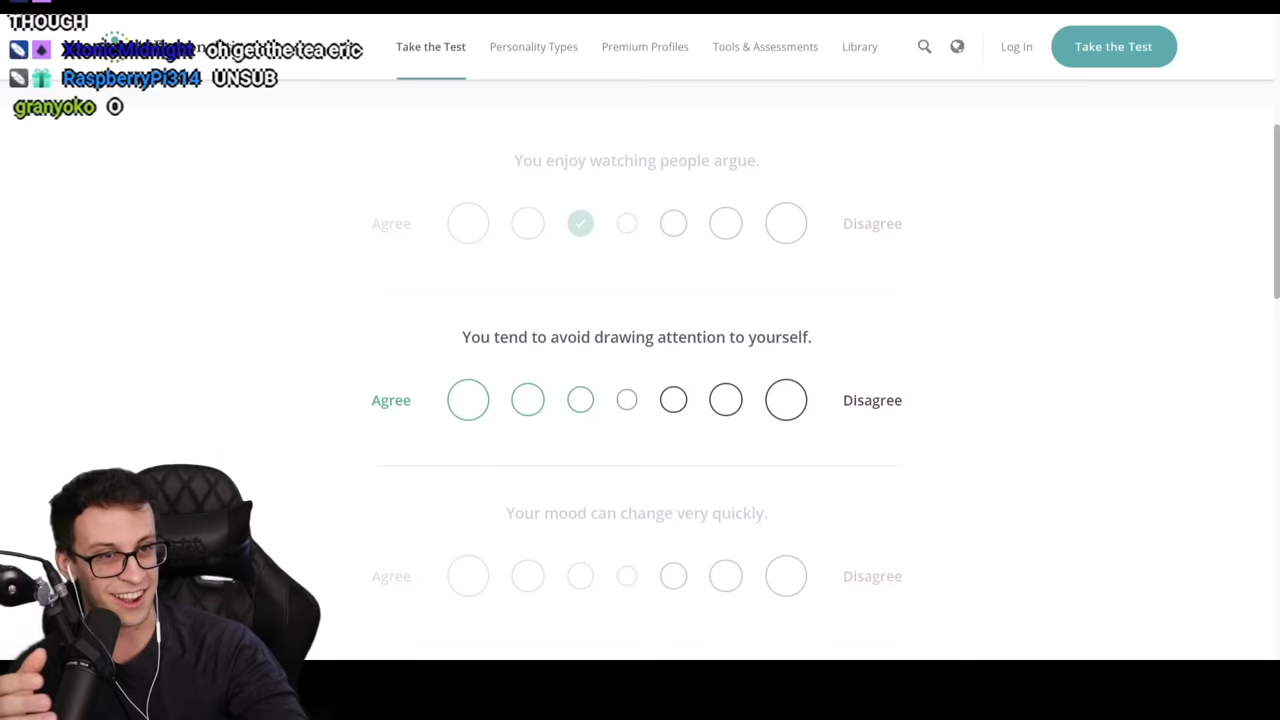 THOUGH
XtonicMidnight oh get the tea eric
RaspberryPi314 UNSUB
granyoko O
Take the Test
Personality Types
Premium Profiles
Tools & Assessments
Library
Log In
Take the Test
You enjoy watching people argue.
Agree
Disagree
You tend to avoid drawing attention to yourself.
Agree
Disagree
Your mood can change very quickly.
Agree
Disagree